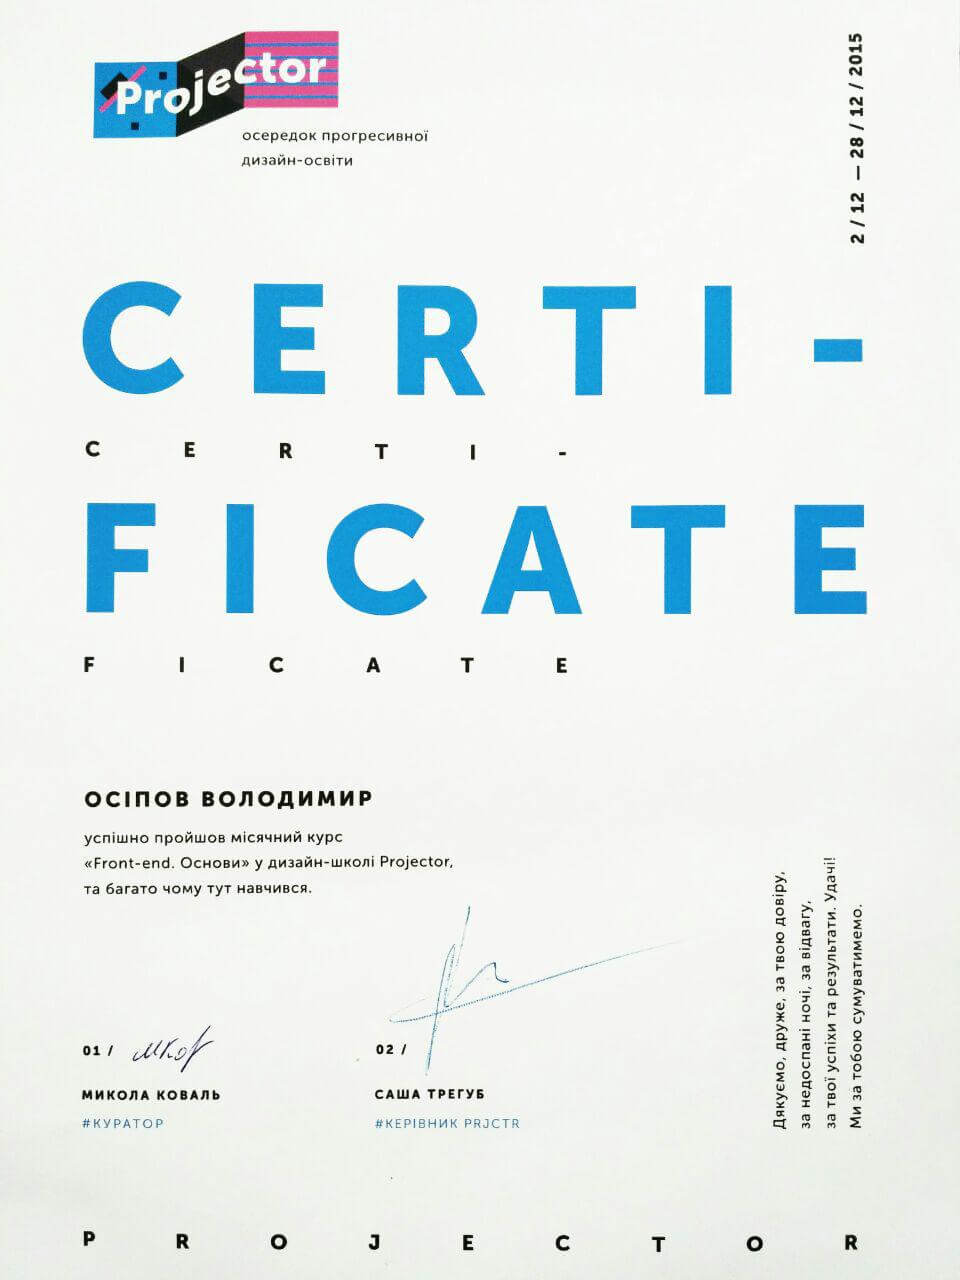 Projector
осередок прогресивної
дизайн-освіти
2 / 12 — 28 / 12 / 2015
CERTI-
CERTI-
FICATE
FICATE
ОСІПОВ ВОЛОДИМИР
успішно пройшов місячний курс
«Front-end. Основи» у дизайн-школі Projector,
та багато чому тут навчився.
01 /
МИКОЛА КОВАЛЬ
#КУРАТОР
02 /
САША ТРЕГУБ
#КЕРІВНИК PRJCTR
Дякуємо, друже, за твою довіру,
за недоспані ночі, за відвагу,
за твої успіхи та результати. Удачі!
Ми за тобою сумуватимемо.
PROJECTOR